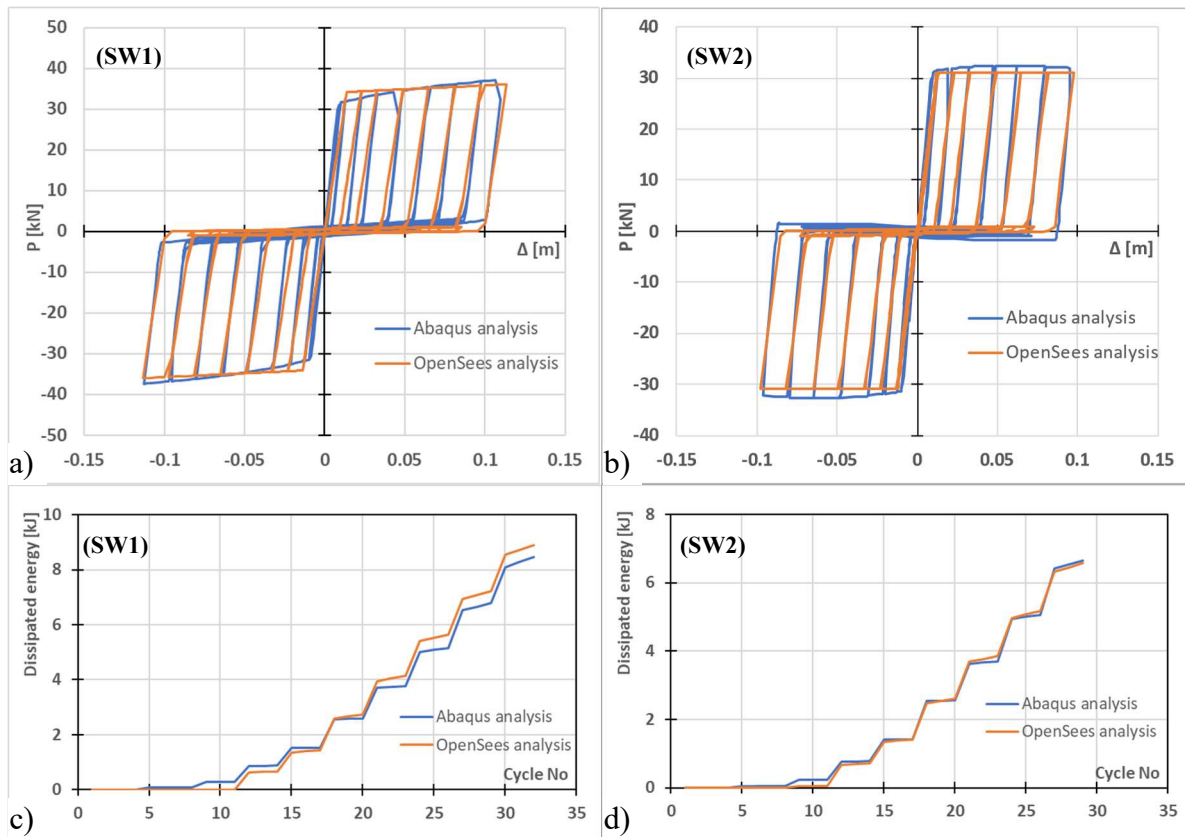 (SW1)
50
40
30
20
10
0
-10
-20
-30
-40
-50
P [kN]
Δ [m]
Abaqus analysis
OpenSees analysis
-0.15
-0.1
-0.05
0
0.05
0.1
0.15
a)
(SW2)
40
30
20
10
0
-10
-20
-30
-40
P [kN]
Δ [m]
Abaqus analysis
OpenSees analysis
-0.15
-0.1
-0.05
0
0.05
0.1
0.15
b)
(SW1)
10
8
6
4
2
0
Dissipated energy [kJ]
Abaqus analysis
OpenSees analysis
Cycle No
0
5
10
15
20
25
30
35
c)
(SW2)
8
6
4
2
0
Dissipated energy [kJ]
Abaqus analysis
OpenSees analysis
Cycle No
0
5
10
15
20
25
30
35
d)